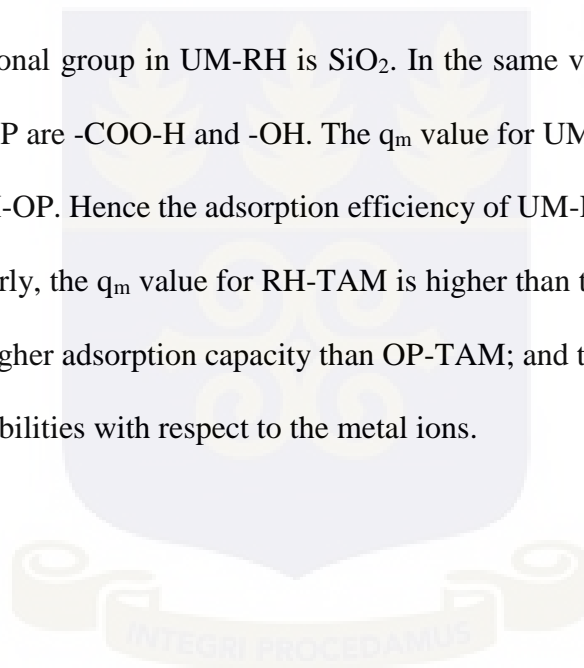 onal group in UM-RH is SiO₂. In the same v
P are -COO-H and -OH. The qₘ value for UM
-OP. Hence the adsorption efficiency of UM-
rly, the qₘ value for RH-TAM is higher than t
gher adsorption capacity than OP-TAM; and t
bilities with respect to the metal ions.
INTEGRI PROCEDAMUS